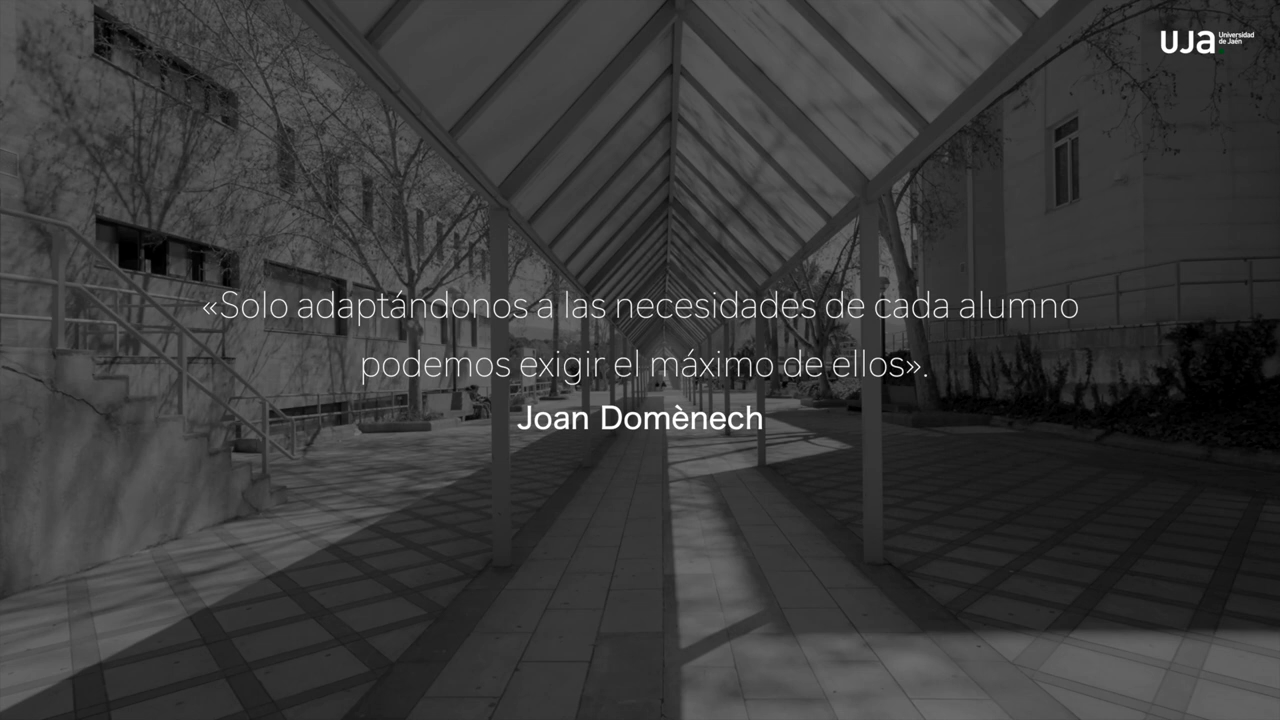 uja Universidad
de Jaén
«Solo adaptándonos a las necesidades de cada alumno
podemos exigir el máximo de ellos».
Joan Domènech